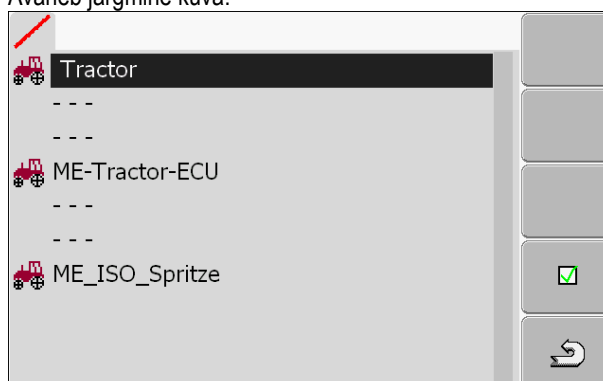 Avaneb järgmine kuva:
Tractor
- - -
- - -
ME-Tractor-ECU
- - -
- - -
ME_ISO_Spritze